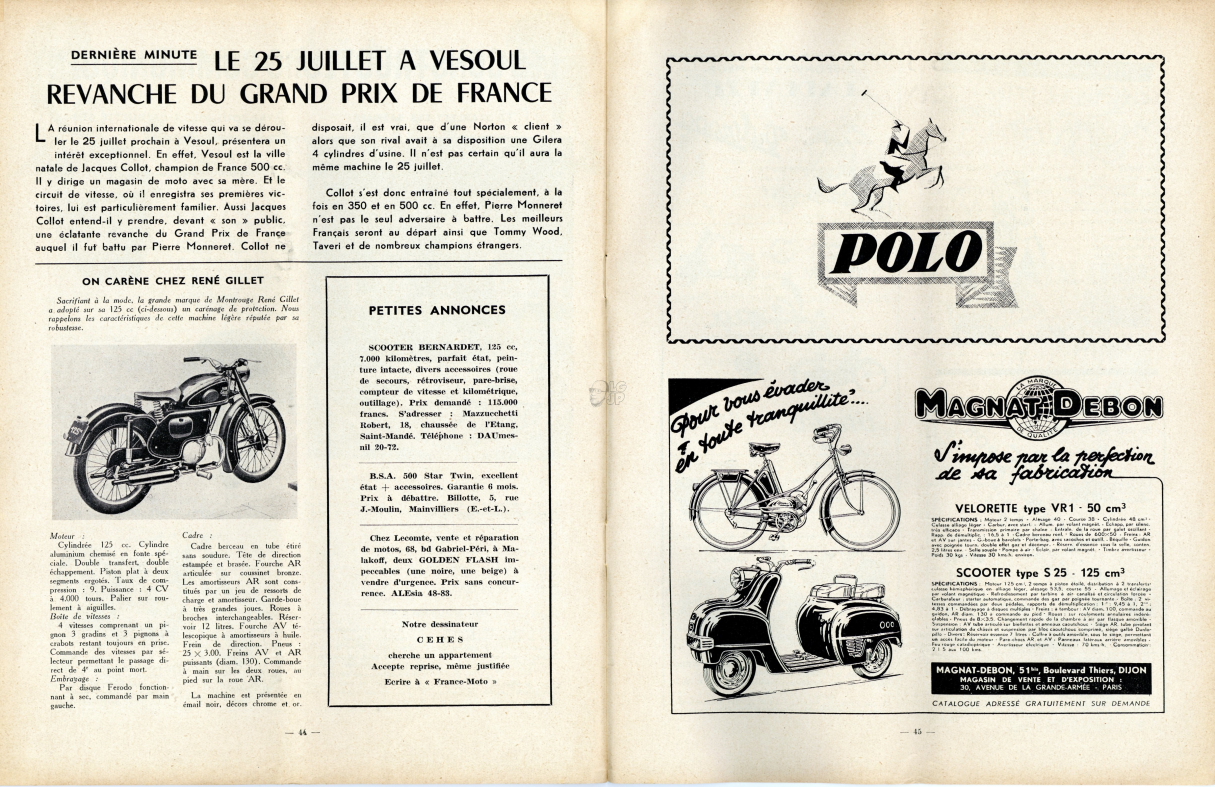 DERNIÈRE MINUTE LE 25 JUILLET A VESOUL
REVANCHE DU GRAND PRIX DE FRANCE
LA réunion internationale de vitesse qui va se dérou-
ler le 25 juillet prochain à Vesoul, présentera un
intérêt exceptionnel. En effet, Vesoul est la ville
natale de Jacques Collot, champion de France 500 cc.
Il y dirige un magasin de moto avec sa mère. Et le
circuit de vitesse, où il enregistra ses premières vic-
toires, lui est particulièrement familier. Aussi Jacques
Collot entend-il y prendre, devant « son » public,
une éclatante revanche du Grand Prix de France
auquel il fut battu par Pierre Monneret. Collot ne
disposait, il est vrai, que d'une Norton « client »
alors que son rival avait à sa disposition une Gilera
4 cylindres d'usine. Il n'est pas certain qu'il aura la
même machine le 25 juillet.
Collot s'est donc entraîné tout spécialement, à la
fois en 350 et en 500 cc. En effet, Pierre Monneret
n'est pas le seul adversaire à battre. Les meilleurs
Français seront au départ ainsi que Tommy Wood,
Taveri et de nombreux champions étrangers.
ON CARÈNE CHEZ RENÉ GILLET
Sacrifiant à la mode, la grande marque de Montrouge René Gillet
a adopté sur sa 125 cc (ci-dessous) un carénage de protection. Nous
rappelons les caractéristiques de cette machine légère réputée par sa
robustesse.
Moteur :
Cylindrée 125 cc. Cylindre
aluminium chemisé en fonte spé-
ciale. Double transfert, double
échappement. Piston plat à deux
segments ergotés. Taux de com-
pression : 9. Puissance : 4 CV
à 4.000 tours. Palier sur rou-
lement à aiguilles.
Boîte de vitesses :
4 vitesses comprenant un pi-
gnon 3 gradins et 3 pignons à
crabots restant toujours en prise.
Commande des vitesses par sé-
lecteur permettant le passage di-
rect de 4e au point mort.
Embrayage :
Par disque Ferodo fonction-
nant à sec, commandé par main
gauche.
Cadre :
Cadre berceau en tube étiré
sans soudure. Tête de direction
estampée et brasée. Fourche AV
articulée sur coussinet bronze.
Les amortisseurs AR sont cons-
titués par un jeu de ressorts de
charge et amortisseur. Garde-boue
à très grandes joues. Roues à
broches interchangeables. Réser-
voir 12 litres. Fourche AV té-
lescopique à amortisseurs à huile.
Frein de direction. Pneus :
25 × 3.00. Freins AV et AR
puissants (diam. 130). Commande
à main sur les deux roues, au
pied sur la roue AR.
La machine est présentée en
émail noir, décors chrome et or.
PETITES ANNONCES
SCOOTER BERNARDET, 125 cc,
7.000 kilomètres, parfait état, pein-
ture intacte, divers accessoires (roue
de secours, rétroviseur, pare-brise,
compteur de vitesse et kilométrique,
outillage). Prix demandé : 115.000
francs. S'adresser : Mazzucchetti
Robert, 18, chaussée de l'Etang,
Saint-Mandé. Téléphone : DAUmes-
nil 20-72.
B.S.A. 500 Star Twin, excellent
état + accessoires. Garantie 6 mois.
Prix à débattre. Billotte, 5, rue
J.-Moulin, Mainvilliers (E.-et-L.).
Chez Lecomte, vente et réparation
de motos, 68, bd Gabriel-Péri, à Ma-
lakoff, deux GOLDEN FLASH im-
peccables (une noire, une beige) à
vendre d'urgence. Prix sans concur-
rence. ALEsia 48-83.
Notre dessinateur
CEHES
cherche un appartement
Accepte reprise, même justifiée
Ecrire à « France-Moto »
— 44 —
POLO
Pour vous évader
en toute tranquillité...
LA MARQUE
MAGNAT-DEBON
DE QUALITÉ
S'impose par la perfection
de sa fabrication
VELORETTE type VR1 - 50 cm³
SPÉCIFICATIONS : Moteur 2 temps - Alésage 40 - Course 38 - Cylindrée 48 cm³ -
SCOOTER type S 25 - 125 cm³
MAGNAT-DEBON, 51bis, Boulevard Thiers, DIJON
MAGASIN DE VENTE ET D'EXPOSITION :
30, AVENUE DE LA GRANDE-ARMÉE - PARIS
CATALOGUE ADRESSÉ GRATUITEMENT SUR DEMANDE
— 45 —